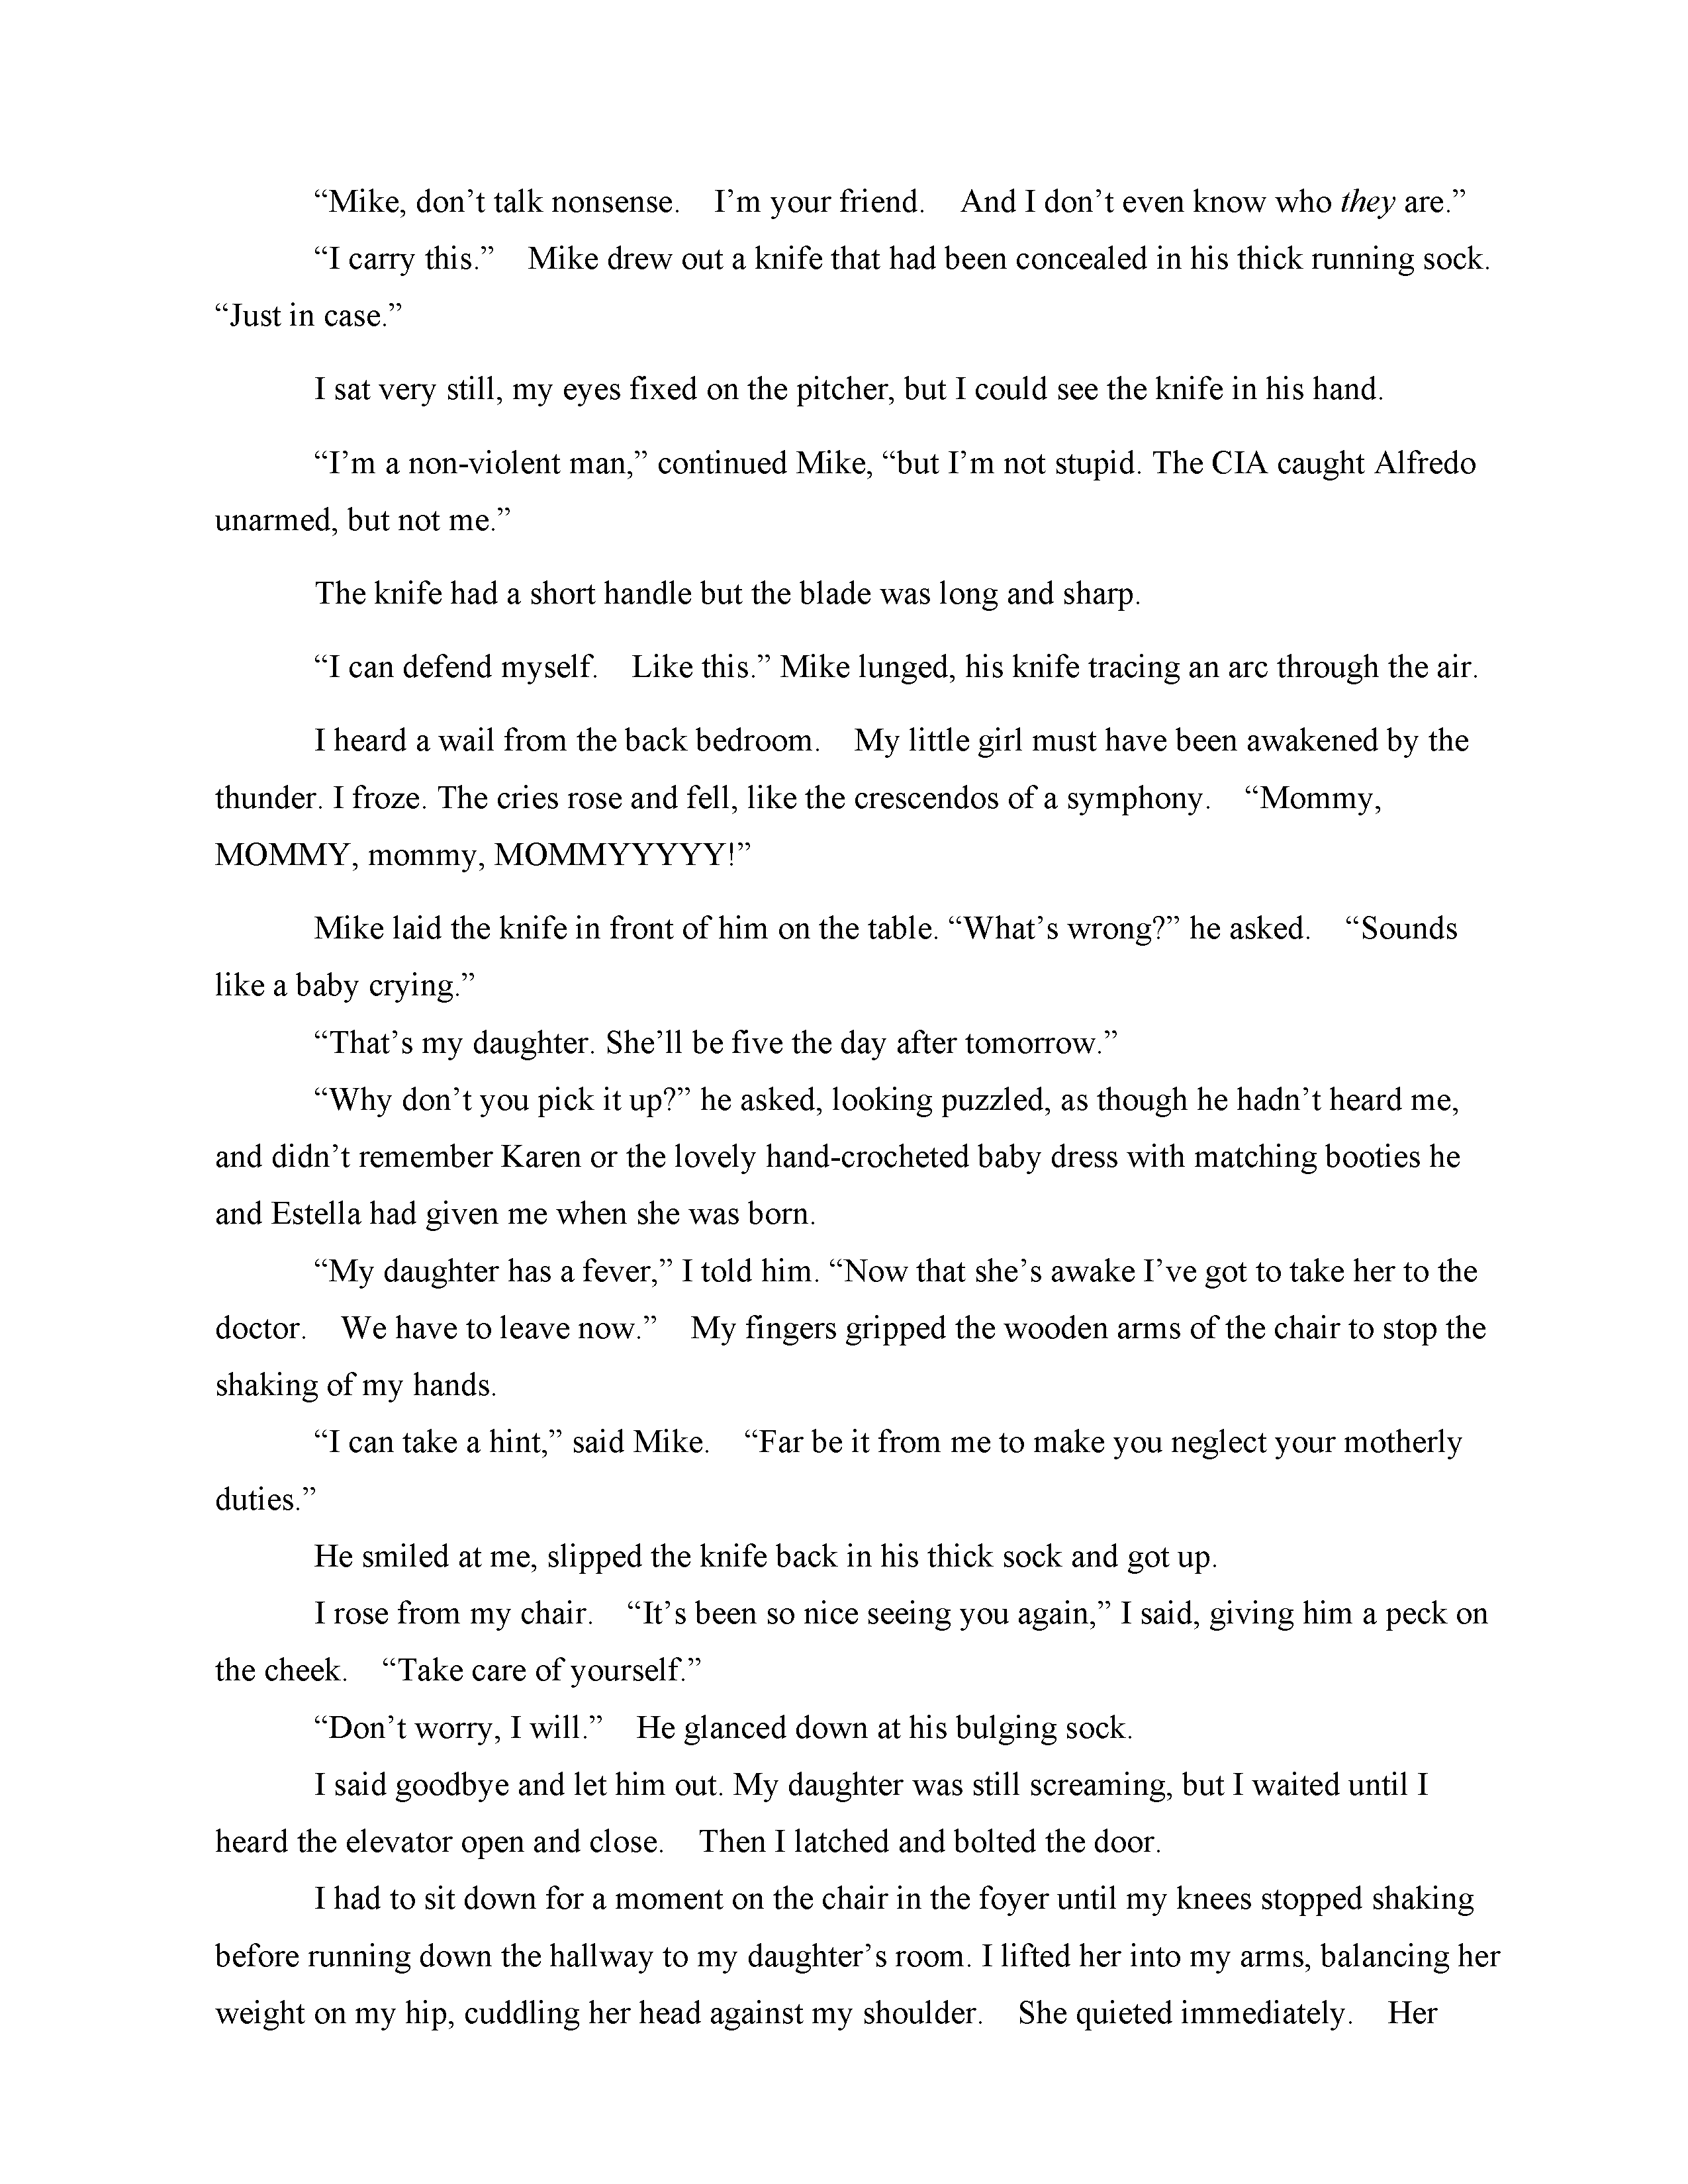 “Mike, don’t talk nonsense.    I’m your friend.    And I don’t even know who they are.”
“I carry this.”    Mike drew out a knife that had been concealed in his thick running sock.
“Just in case.”
I sat very still, my eyes fixed on the pitcher, but I could see the knife in his hand.
“I’m a non-violent man,” continued Mike, “but I’m not stupid. The CIA caught Alfredo
unarmed, but not me.”
The knife had a short handle but the blade was long and sharp.
“I can defend myself.    Like this.” Mike lunged, his knife tracing an arc through the air.
I heard a wail from the back bedroom.    My little girl must have been awakened by the
thunder. I froze. The cries rose and fell, like the crescendos of a symphony.    “Mommy,
MOMMY, mommy, MOMMYYYYY!”
Mike laid the knife in front of him on the table. “What’s wrong?” he asked.    “Sounds
like a baby crying.”
“That’s my daughter. She’ll be five the day after tomorrow.”
“Why don’t you pick it up?” he asked, looking puzzled, as though he hadn’t heard me,
and didn’t remember Karen or the lovely hand-crocheted baby dress with matching booties he
and Estella had given me when she was born.
“My daughter has a fever,” I told him. “Now that she’s awake I’ve got to take her to the
doctor.    We have to leave now.”    My fingers gripped the wooden arms of the chair to stop the
shaking of my hands.
“I can take a hint,” said Mike.    “Far be it from me to make you neglect your motherly
duties.”
He smiled at me, slipped the knife back in his thick sock and got up.
I rose from my chair.    “It’s been so nice seeing you again,” I said, giving him a peck on
the cheek.    “Take care of yourself.”
“Don’t worry, I will.”    He glanced down at his bulging sock.
I said goodbye and let him out. My daughter was still screaming, but I waited until I
heard the elevator open and close.    Then I latched and bolted the door.
I had to sit down for a moment on the chair in the foyer until my knees stopped shaking
before running down the hallway to my daughter’s room. I lifted her into my arms, balancing her
weight on my hip, cuddling her head against my shoulder.    She quieted immediately.    Her